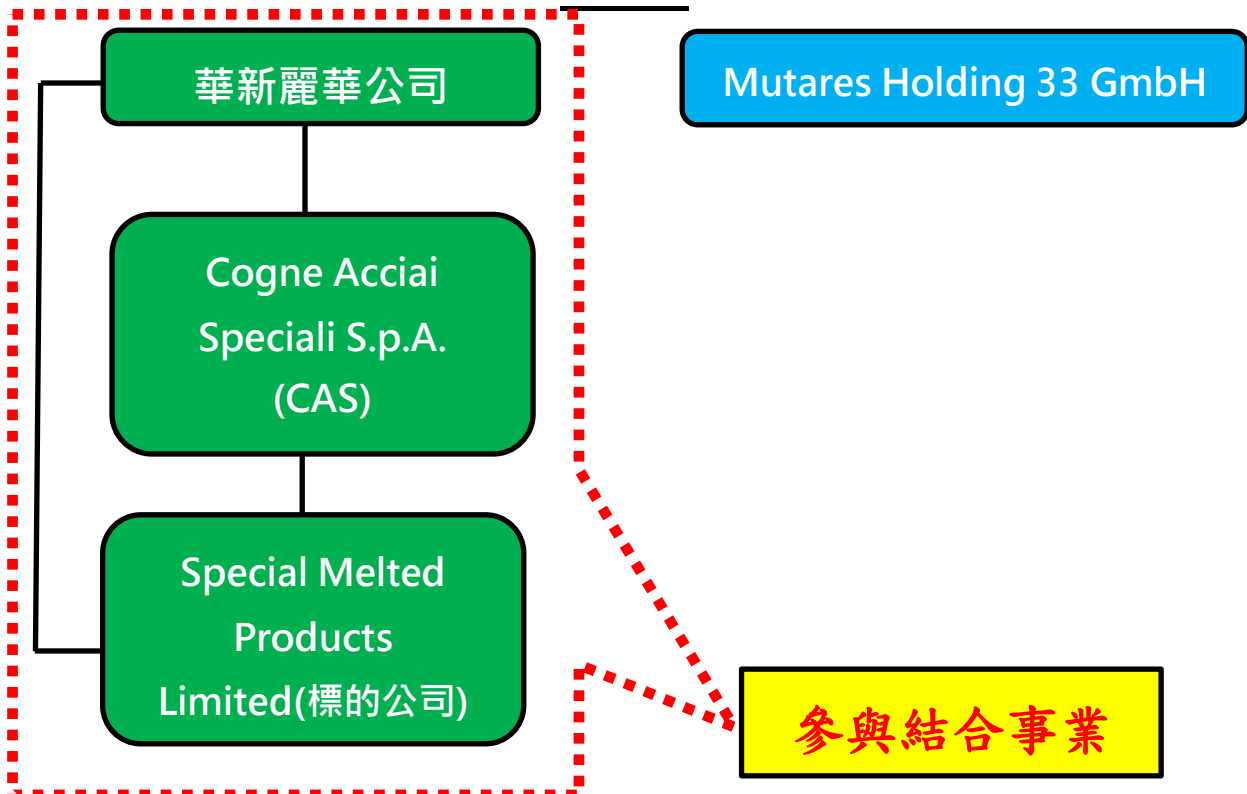 華新麗華公司
Mutares Holding 33 GmbH
Cogne Acciai
Speciali S.p.A.
(CAS)
Special Melted
Products
Limited(標的公司)
參與結合事業